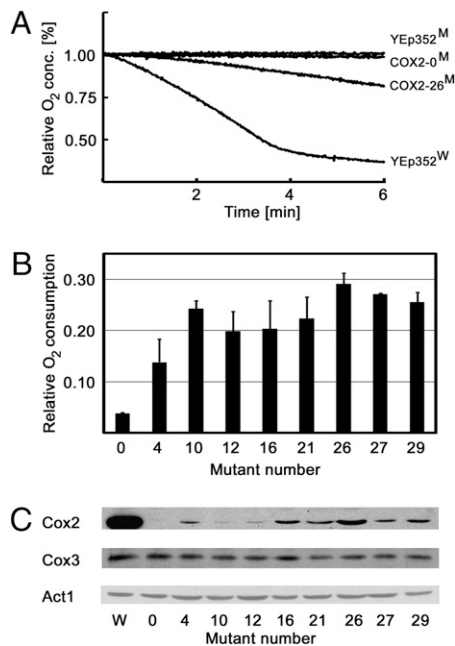 A
Relative O2 conc. [%]
1.00
0.75
0.50
2
4
6
Time [min]
YEp352M
COX2-0M
COX2-26M
YEp352W
B
Relative O2 consumption
0.30
0.20
0.10
0 4 10 12 16 21 26 27 29
Mutant number
C
Cox2
Cox3
Act1
W 0 4 10 12 16 21 26 27 29
Mutant number